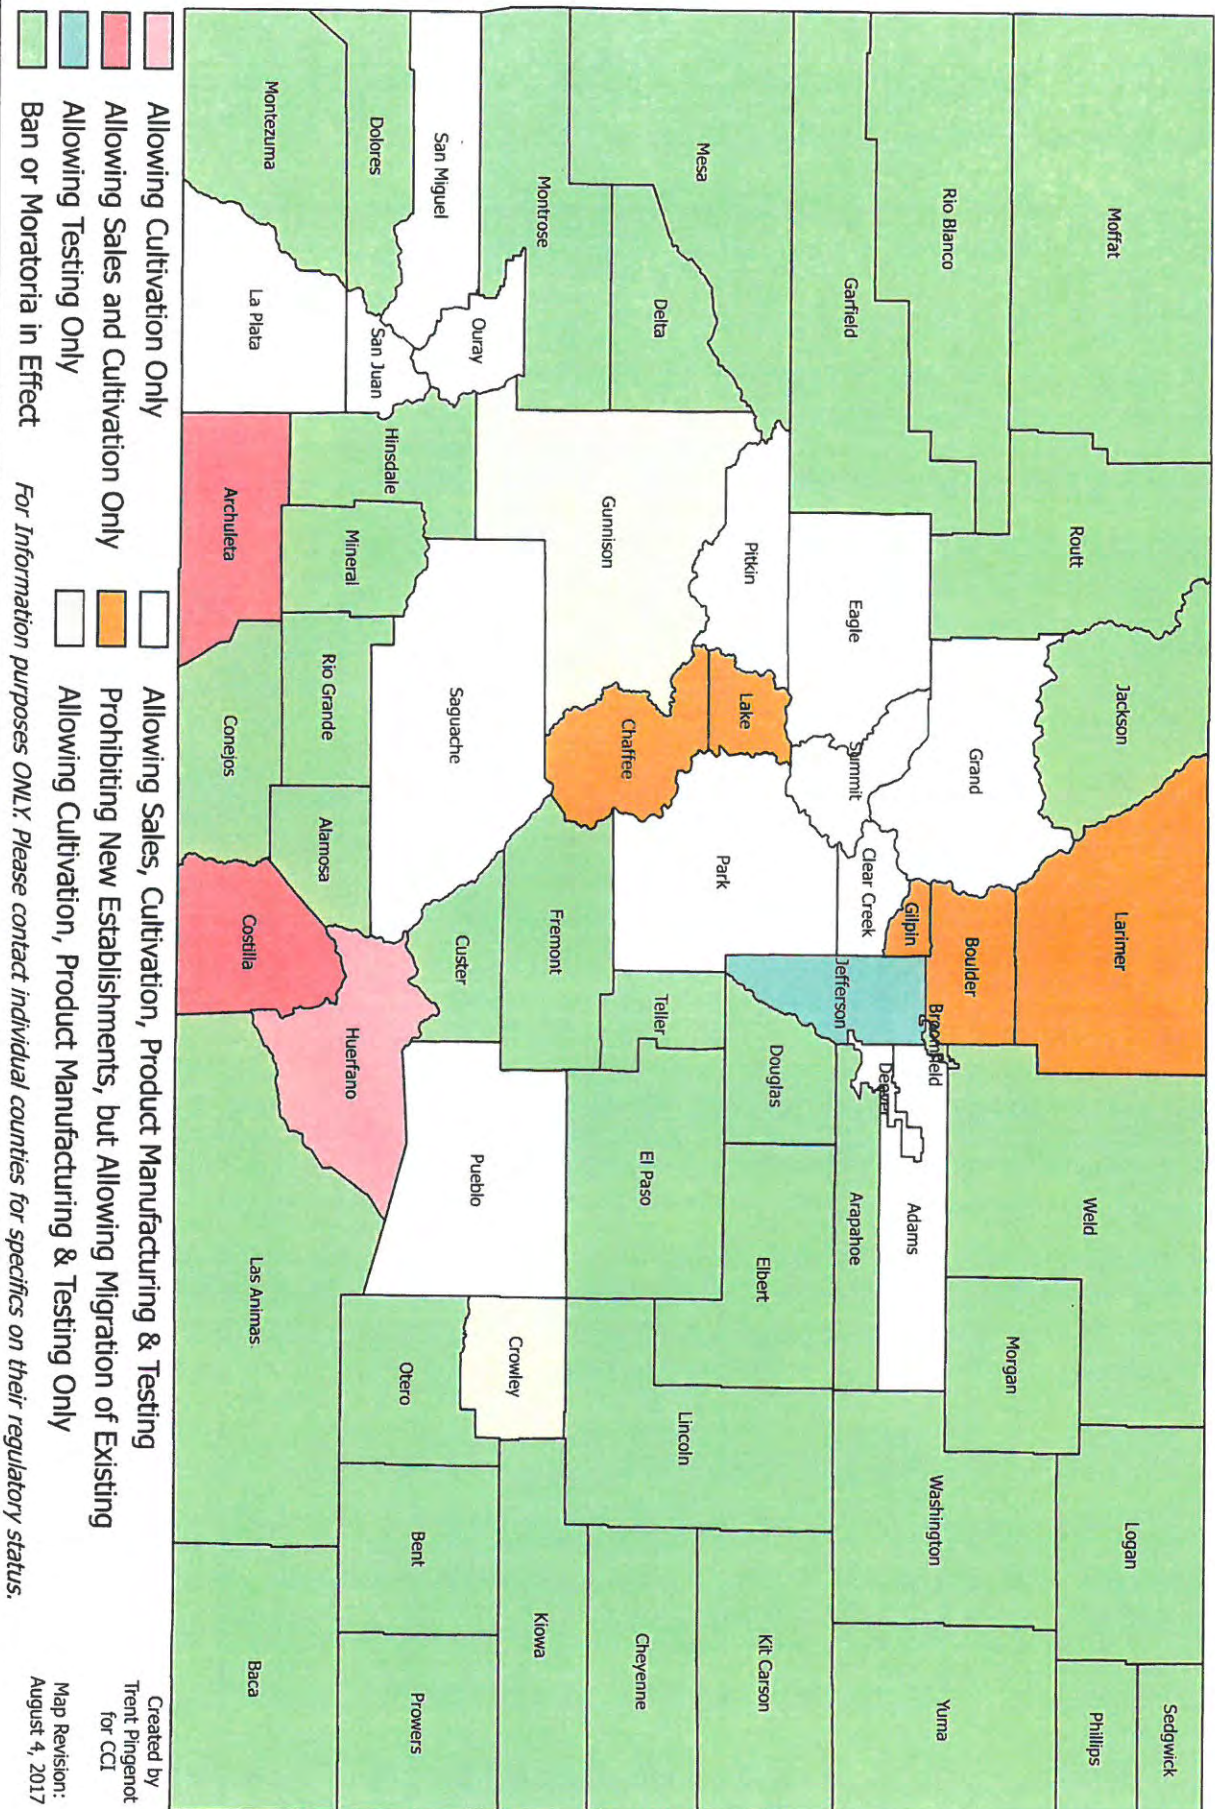 Moffat
Routt
Jackson
Larimer
Weld
Logan
Sedgwick
Phillips
Rio Blanco
Grand
Boulder
Broomfield
Morgan
Washington
Yuma
Garfield
Eagle
Summit
Clear Creek
Gilpin
Jefferson
Denver
Adams
Arapahoe
Mesa
Delta
Pitkin
Lake
Park
Douglas
Elbert
Kit Carson
Gunnison
Chaffee
Teller
El Paso
Lincoln
Cheyenne
Montrose
Ouray
Fremont
Kiowa
San Miguel
Hinsdale
Saguache
Custer
Pueblo
Crowley
Dolores
San Juan
Mineral
Rio Grande
Alamosa
Huerfano
Otero
Bent
Prowers
Montezuma
La Plata
Archuleta
Conejos
Costilla
Las Animas
Baca
Allowing Cultivation Only
Allowing Sales and Cultivation Only
Allowing Testing Only
Ban or Moratoria in Effect
Allowing Sales, Cultivation, Product Manufacturing & Testing
Prohibiting New Establishments, but Allowing Migration of Existing
Allowing Cultivation, Product Manufacturing & Testing Only
For Information purposes ONLY. Please contact individual counties for specifics on their regulatory status.
Created by
Trent Pingenot
for CCI
Map Revision:
August 4, 2017